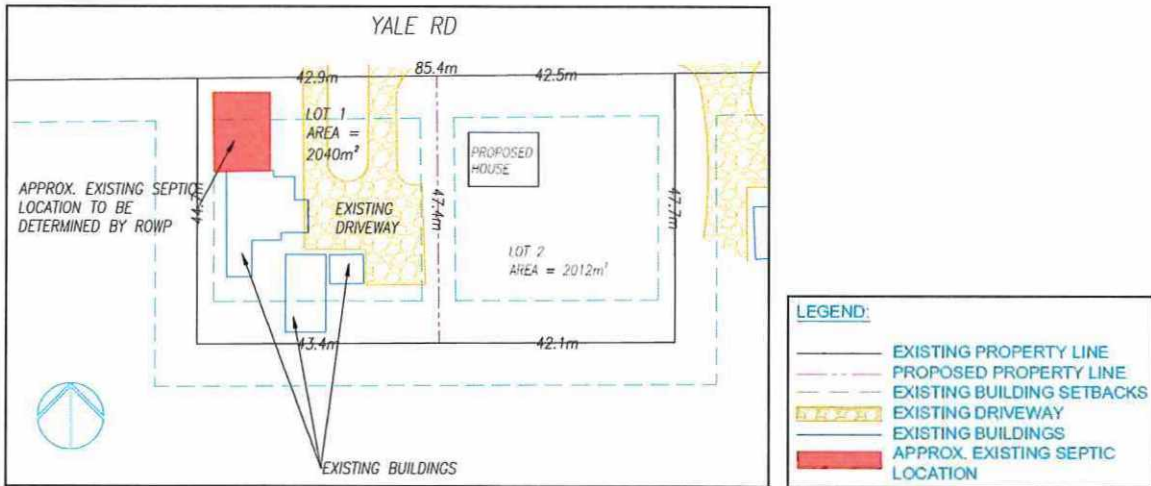 YALE RD
42.9m
85.4m
42.5m
LOT 1
AREA =
2040m²
PROPOSED
HOUSE
APPROX. EXISTING SEPTIC
LOCATION TO BE
DETERMINED BY ROWP
EXISTING
DRIVEWAY
47.4m
47.7m
LOT 2
AREA = 2012m²
43.4m
42.1m
EXISTING BUILDINGS
LEGEND:
EXISTING PROPERTY LINE
PROPOSED PROPERTY LINE
EXISTING BUILDING SETBACKS
EXISTING DRIVEWAY
EXISTING BUILDINGS
APPROX. EXISTING SEPTIC
LOCATION